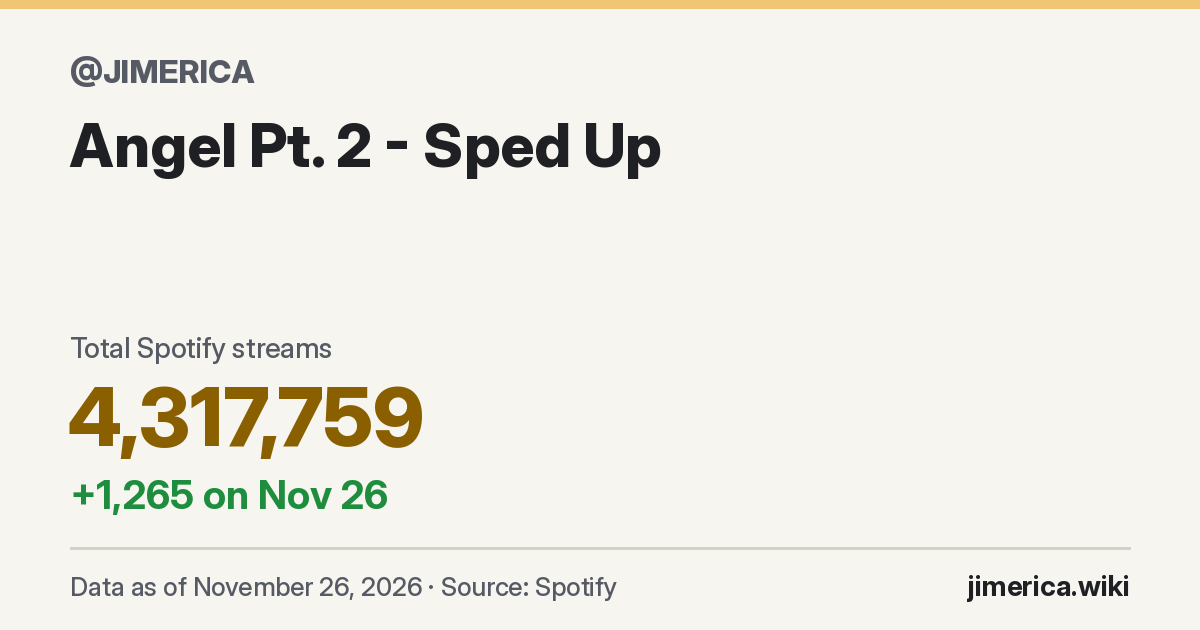 @JIMERICA
Angel Pt. 2 - Sped Up
Total Spotify streams
4,317,759
+1,265 on Nov 26
Data as of November 26, 2026 · Source: Spotify
jimerica.wiki